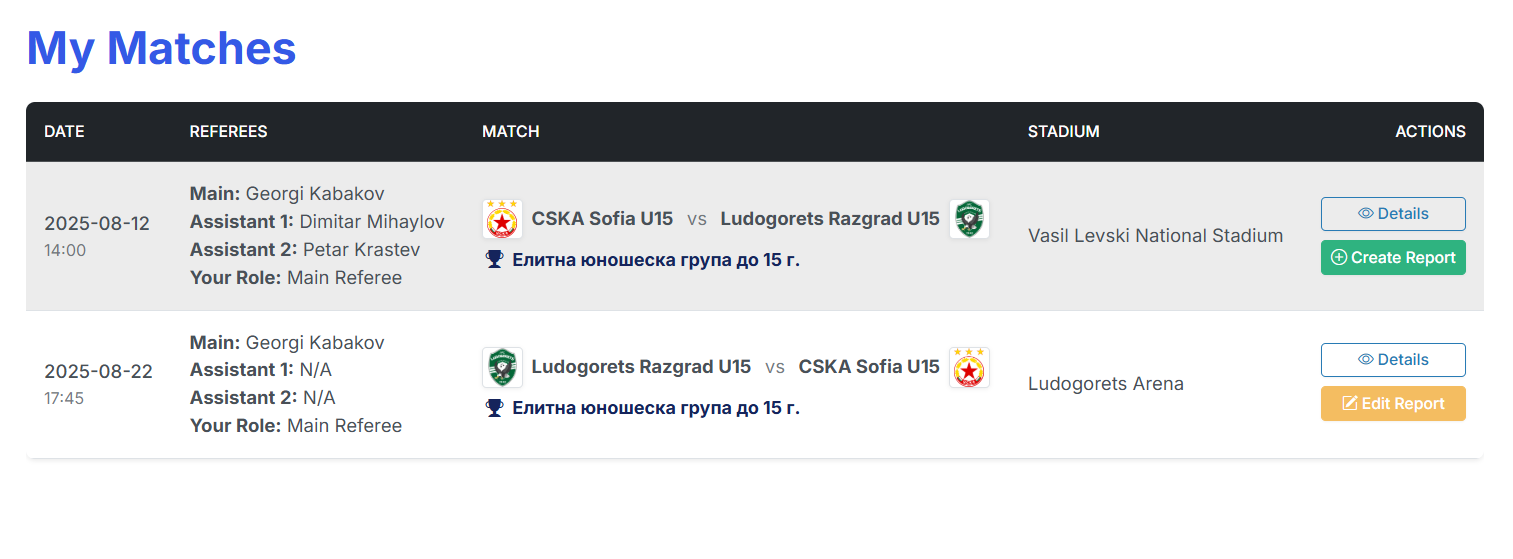 My Matches
DATE REFEREES MATCH STADIUM ACTIONS
2025-08-12
14:00
Main: Georgi Kabakov
Assistant 1: Dimitar Mihaylov
Assistant 2: Petar Krastev
Your Role: Main Referee
CSKA Sofia U15 vs Ludogorets Razgrad U15
Елитна юношеска група до 15 г.
Vasil Levski National Stadium
Details
Create Report
2025-08-22
17:45
Main: Georgi Kabakov
Assistant 1: N/A
Assistant 2: N/A
Your Role: Main Referee
Ludogorets Razgrad U15 vs CSKA Sofia U15
Елитна юношеска група до 15 г.
Ludogorets Arena
Details
Edit Report